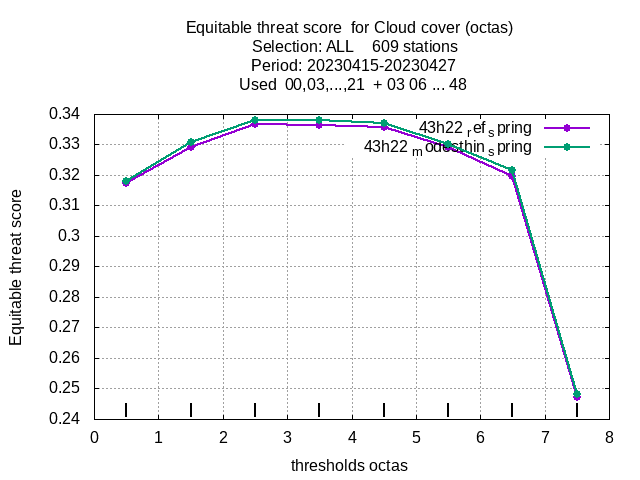 Equitable threat score  for Cloud cover (octas)
Selection: ALL    609 stations
Period: 20230415-20230427
Used  00,03,...,21  + 03 06 ... 48
43h22 ref spring
43h22 modesthin spring
0.34
0.33
0.32
0.31
0.3
0.29
0.28
0.27
0.26
0.25
0.24
Equitable threat score
0 1 2 3 4 5 6 7 8
thresholds octas